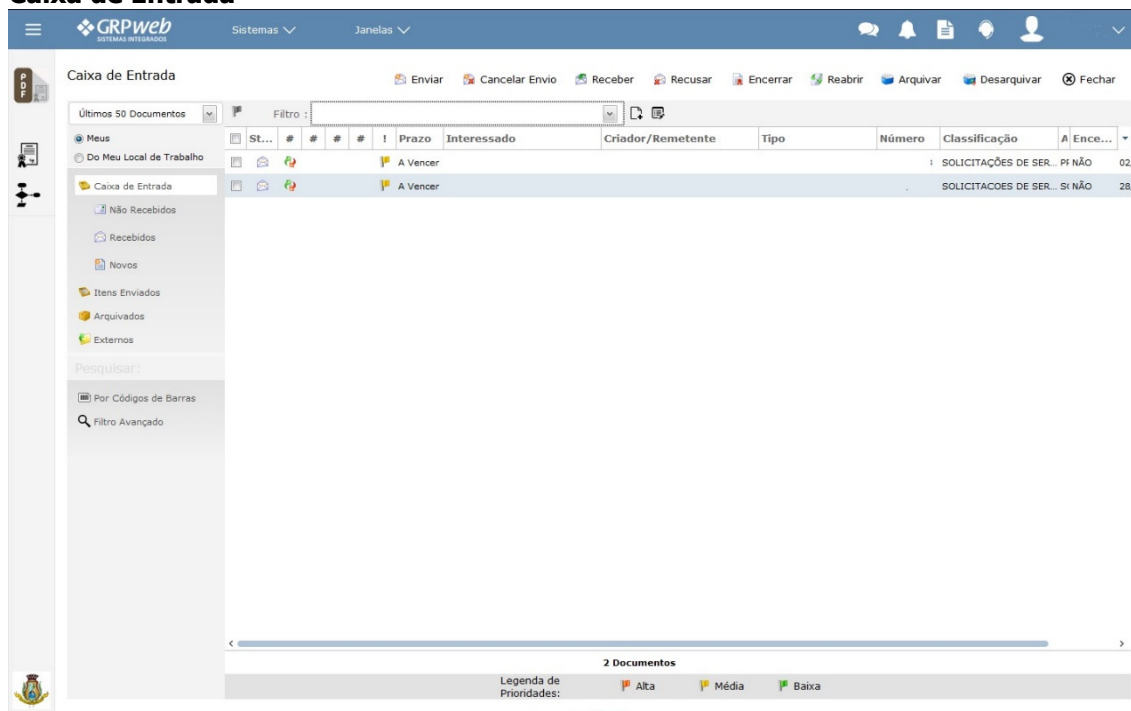 Caixa de Entrada
GRPweb
SISTEMAS INTEGRADOS
Sistemas
Janelas
PDF
Caixa de Entrada
Enviar
Cancelar Envio
Receber
Recusar
Encerrar
Reabrir
Arquivar
Desarquivar
Fechar
Últimos 50 Documentos
Filtro :
Meus
Do Meu Local de Trabalho
St... # # # # ! Prazo Interessado Criador/Remetente Tipo Número Classificação A Ence...
A Vencer SOLICITAÇÕES DE SER... PF NÃO 02
A Vencer SOLICITACOES DE SER... NÃO 28
Caixa de Entrada
Não Recebidos
Recebidos
Novos
Itens Enviados
Arquivados
Externos
Pesquisar:
Por Códigos de Barras
Filtro Avançado
2 Documentos
Legenda de
Prioridades:
Alta
Média
Baixa